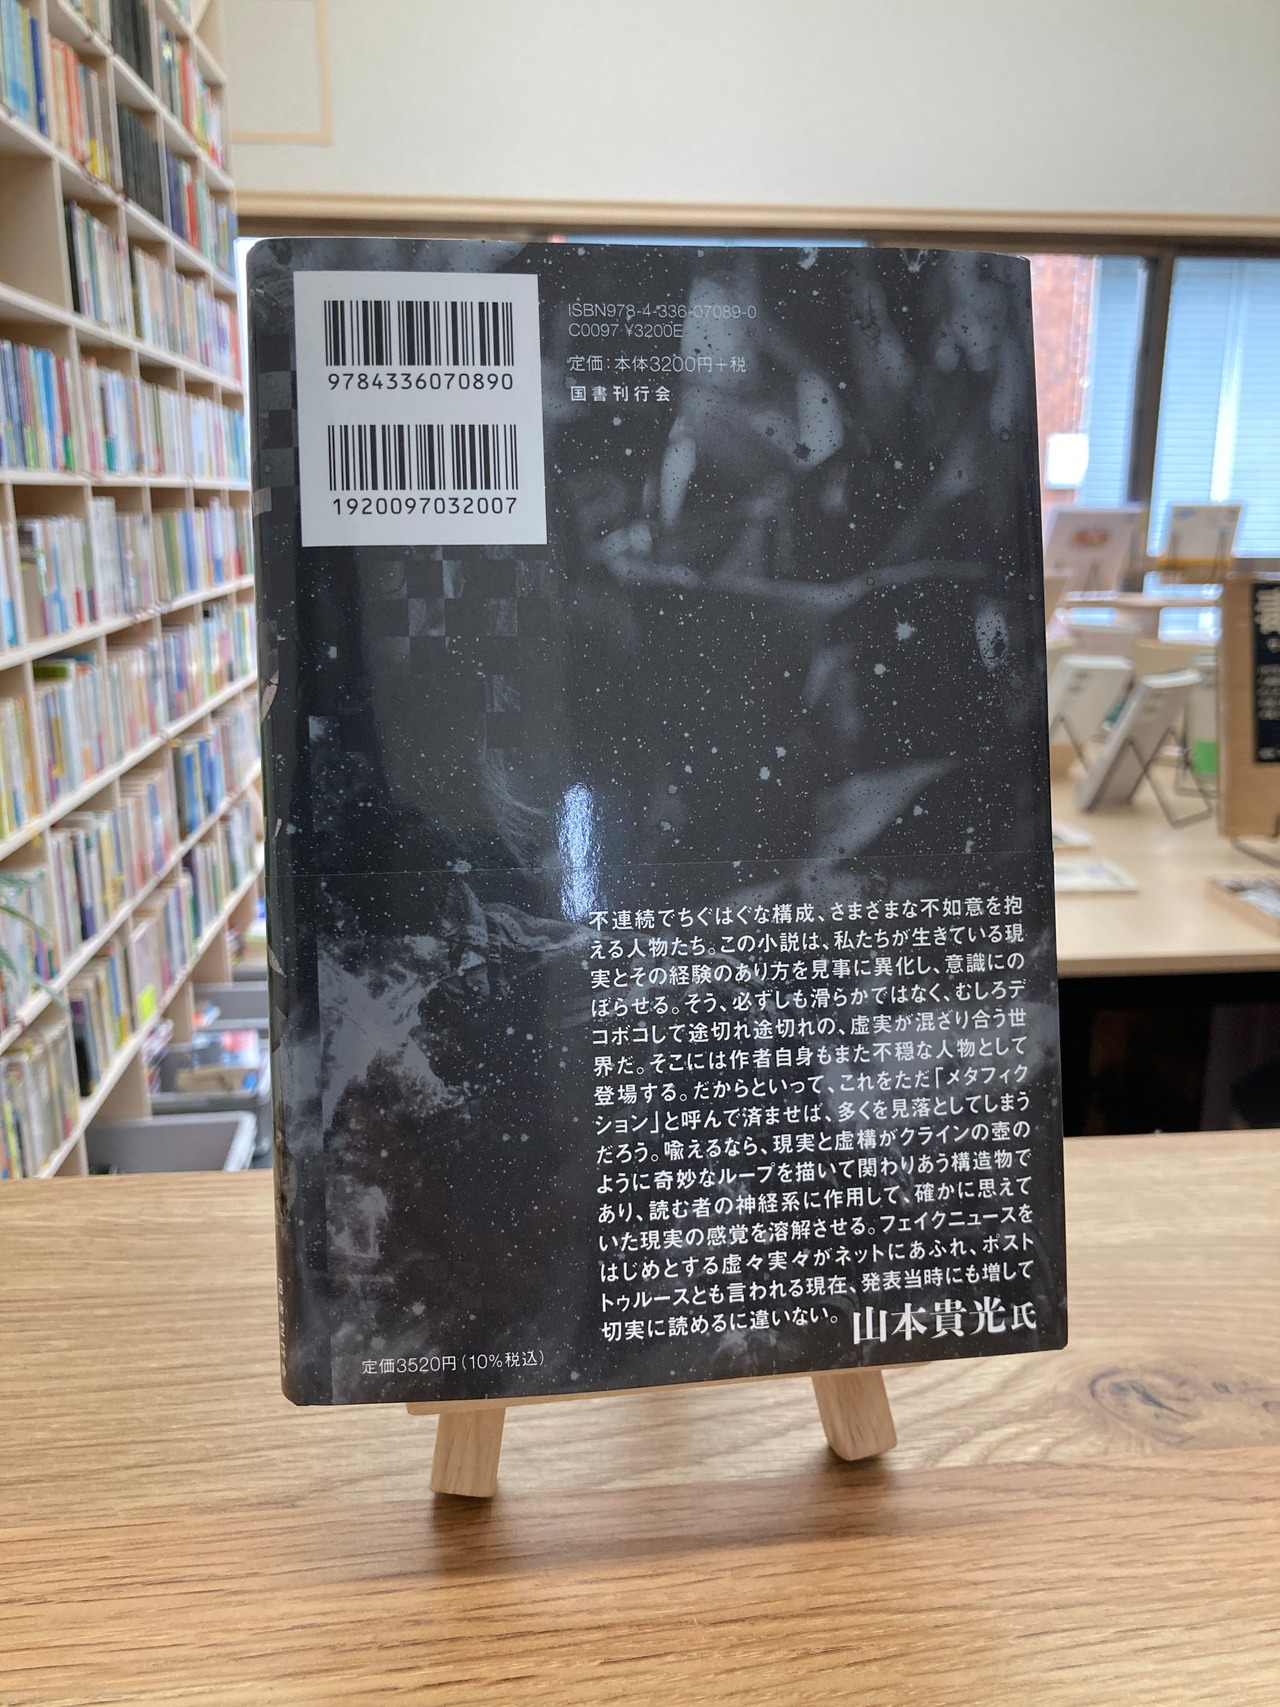 9784336070890
1920097032007
ISBN978-4-336-07089-0
C0097 ¥3200E
定価：本体3200円＋税
国書刊行会
不連続でちぐはぐな構成、さまざまな不如意を抱
える人物たち。この小説は、私たちが生きている現
実とその経験のあり方を見事に異化し、意識にの
ぼらせる。そう、必ずしも滑らかではなく、むしろデ
コボコして途切れ途切れの、虚実が混ざり合う世
界だ。そこには作者自身もまた不穏な人物として
登場する。だからといって、これをただ「メタフィク
ション」と呼んで済ませば、多くを見落としてしまう
だろう。喩えるなら、現実と虚構がクラインの壺の
ように奇妙なループを描いて関わりあう構造物で
あり、読む者の神経系に作用して、確かに思えて
いた現実の感覚を溶解させる。フェイクニュースを
はじめとする虚々実々がネットにあふれ、ポスト
トゥルースとも言われる現在、発表当時にも増して
切実に読めるに違いない。 山本貴光氏
定価3520円（10%税込）